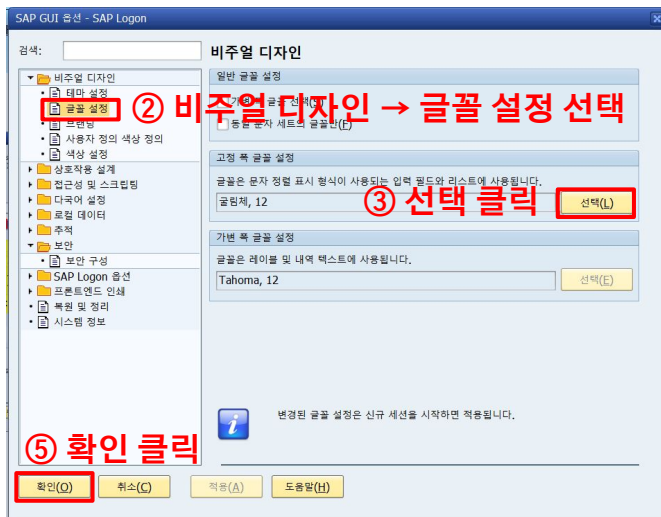 SAP GUI 옵션 - SAP Logon
검색:
비주얼 디자인
테마 설정
글꼴 설정
브랜딩
사용자 정의 색상 정의
색상 설정
상호작용 설계
접근성 및 스크립팅
다국어 설정
로컬 데이터
추적
보안
보안 구성
SAP Logon 옵션
프론트엔드 인쇄
복원 및 정리
시스템 정보
비주얼 디자인
일반 글꼴 설정
② 비주얼 디자인 → 글꼴 설정 선택
동일 문자 세트의 글꼴만(F)
고정 폭 글꼴 설정
글꼴은 문자 정렬 표시 형식이 사용되는 입력 필드와 리스트에 사용됩니다.
굴림체, 12
③ 선택 클릭
선택(L)
가변 폭 글꼴 설정
글꼴은 레이블 및 내역 텍스트에 사용됩니다.
Tahoma, 12
선택(E)
변경된 글꼴 설정은 신규 세션을 시작하면 적용됩니다.
⑤ 확인 클릭
확인(O) 취소(C) 적용(A) 도움말(H)